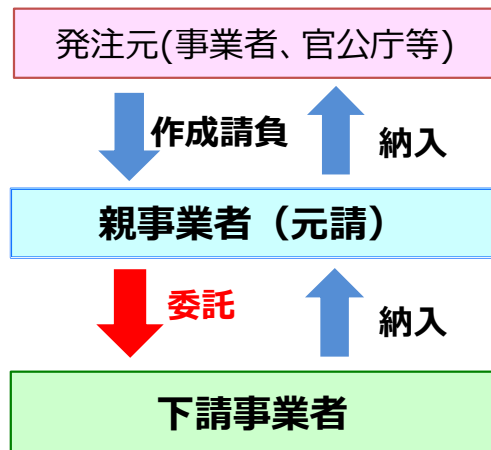 発注元(事業者、官公庁等)
作成請負
納入
親事業者（元請）
委託
納入
下請事業者